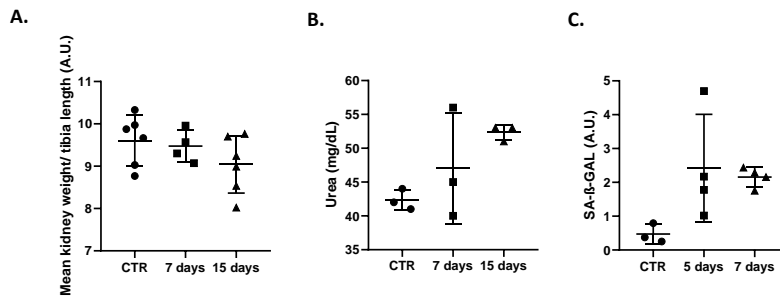 A.
Mean kidney weight/ tibia length (A.U.)
11
10
9
8
7
CTR 7 days 15 days
B.
Urea (mg/dL)
60
55
50
45
40
35
CTR 7 days 15 days
C.
SA-ß-GAL (A.U.)
5
4
3
2
1
0
CTR 5 days 7 days